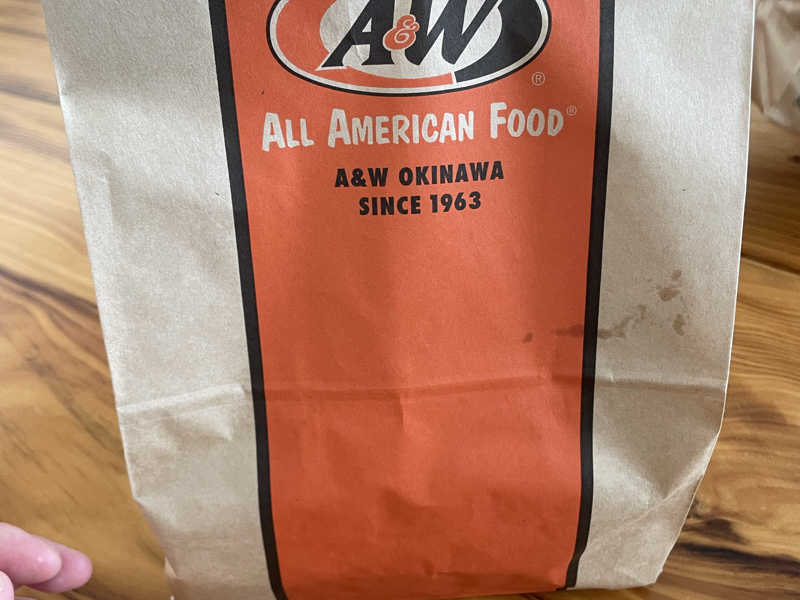 A&W
®
ALL AMERICAN FOOD®
A&W OKINAWA
SINCE 1963